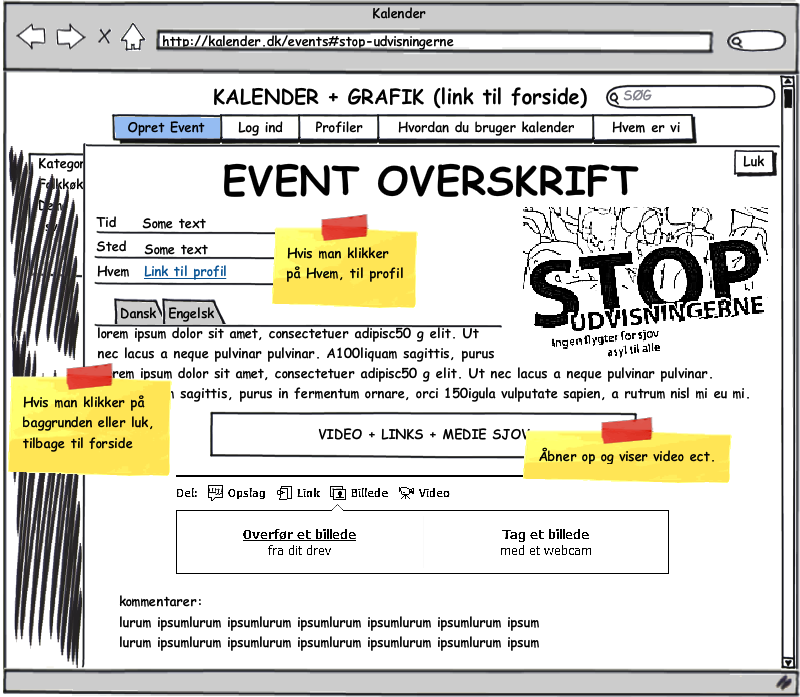 Kalender
http://kalender.dk/events#stop-udvisningerne
KALENDER + GRAFIK (link til forside)
SØG
Opret Event
Log ind
Profiler
Hvordan du bruger kalender
Hvem er vi
Kategor
Luk
EVENT OVERSKRIFT
Tid Some text
Sted Some text
Hvem Link til profil
Hvis man klikker
på Hvem, til profil
STOP
UDVISNINGERNE
Ingen flygter for sjov
asyl til alle
Dansk
Engelsk
lorem ipsum dolor sit amet, consectetuer adipisc50 g elit. Ut
nec lacus a neque pulvinar pulvinar. A100liquam sagittis, purus
rem ipsum dolor sit amet, consectetuer adipisc50 g elit. Ut nec lacus a neque pulvinar pulvinar.
sagittis, purus in fermentum ornare, orci 150igula vulputate sapien, a rutrum nisl mi eu mi.
Hvis man klikker på
baggrunden eller luk,
tilbage til forside
VIDEO + LINKS + MEDIE SJOV
Åbner op og viser video ect.
Del: Opslag Link Billede Video
Overfør et billede
fra dit drev
Tag et billede
med et webcam
kommentarer:
lurum ipsumlurum ipsumlurum ipsumlurum ipsumlurum ipsumlurum ipsum
lurum ipsumlurum ipsumlurum ipsumlurum ipsumlurum ipsumlurum ipsum